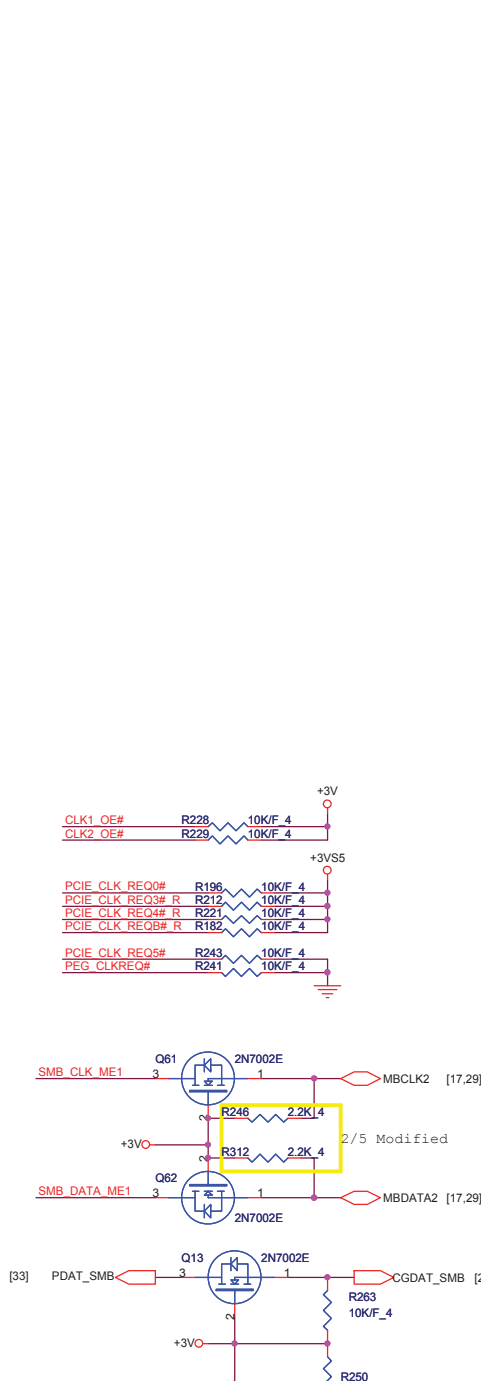 +3V
CLK1_OE# R228 10K/F_4
CLK2_OE# R229 10K/F_4
+3VS5
PCIE_CLK_REQ0# R196 10K/F_4
PCIE_CLK_REQ3#_R R212 10K/F_4
PCIE_CLK_REQ4#_R R221 10K/F_4
PCIE_CLK_REQB#_R R182 10K/F_4
PCIE_CLK_REQ5# R243 10K/F_4
PEG_CLKREQ# R241 10K/F_4
Q61 2N7002E
SMB_CLK_ME1 3 1 MBCLK2 [17,29]
2 R246 2.2K_4
2/5 Modified
+3V
2 R312 2.2K_4
Q62
SMB_DATA_ME1 3 1 MBDATA2 [17,29]
2N7002E
Q13 2N7002E
[33] PDAT_SMB 3 1 CGDAT_SMB [2
R263
10K/F_4
2
+3V
R250